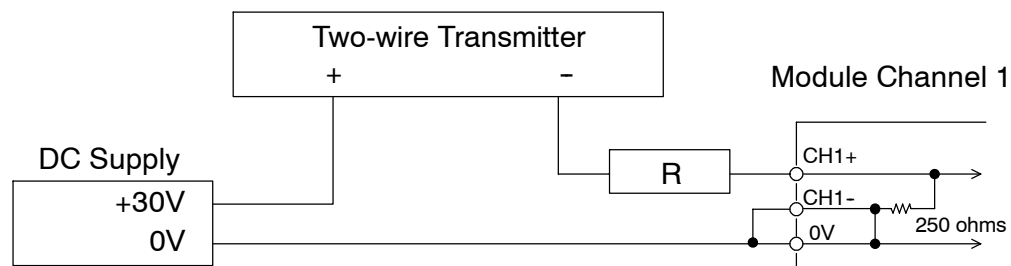 Two-wire Transmitter
+ −
Module Channel 1
DC Supply
CH1+
R
+30V
CH1−
250 ohms
0V
0V